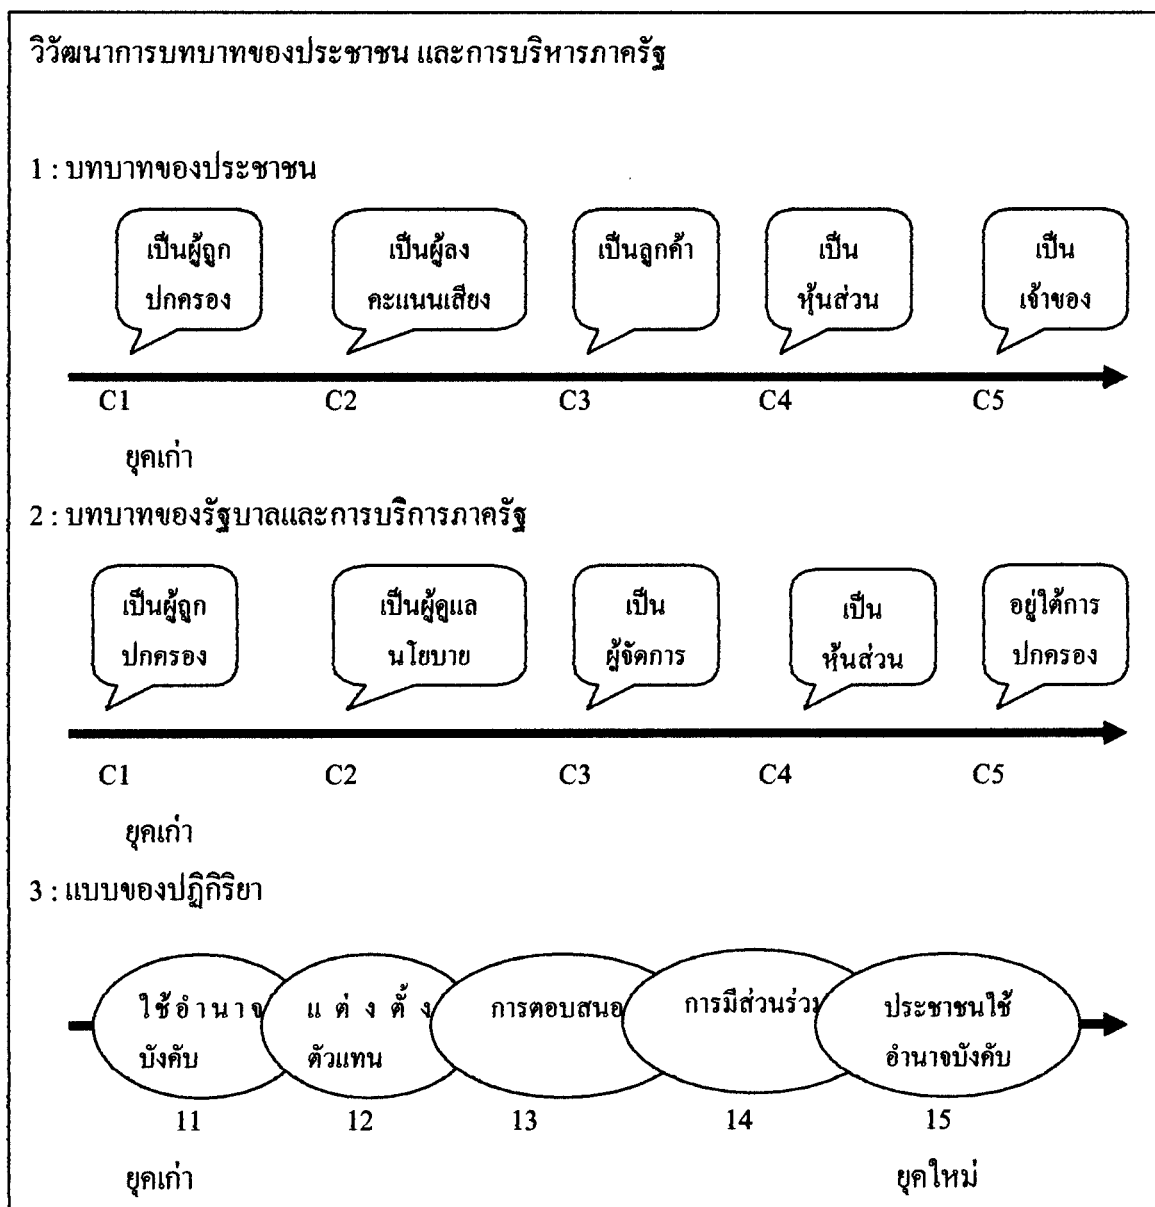 วิวัฒนาการบทบาทของประชาชน และการบริหารภาครัฐ
1 : บทบาทของประชาชน
เป็นผู้ถูก
ปกครอง
เป็นผู้ลง
คะแนนเสียง
เป็นลูกค้า
เป็น
หุ้นส่วน
เป็น
เจ้าของ
C1 C2 C3 C4 C5
ยุคเก่า
2 : บทบาทของรัฐบาลและการบริการภาครัฐ
เป็นผู้ถูก
ปกครอง
เป็นผู้ดูแล
นโยบาย
เป็น
ผู้จัดการ
เป็น
หุ้นส่วน
อยู่ใต้การ
ปกครอง
C1 C2 C3 C4 C5
ยุคเก่า
3 : แบบของปฏิกิริยา
ใช้อำนาจ
บังคับ
แต่งตั้ง
ตัวแทน
การตอบสนอ
การมีส่วนร่วม
ประชาชนใช้
อำนาจบังคับ
11 12 13 14 15
ยุคเก่า ยุคใหม่